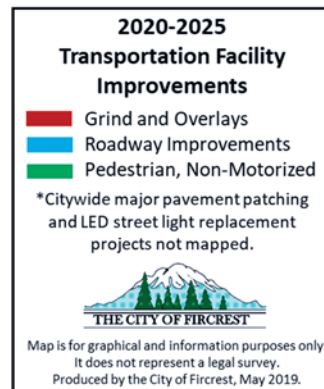 2020-2025
Transportation Facility
Improvements
Grind and Overlays
Roadway Improvements
Pedestrian, Non-Motorized
*Citywide major pavement patching
and LED street light replacement
projects not mapped.
THE CITY OF FIRCREST
Map is for graphical and information purposes only.
It does not represent a legal survey.
Produced by the City of Fircrest, May 2019.